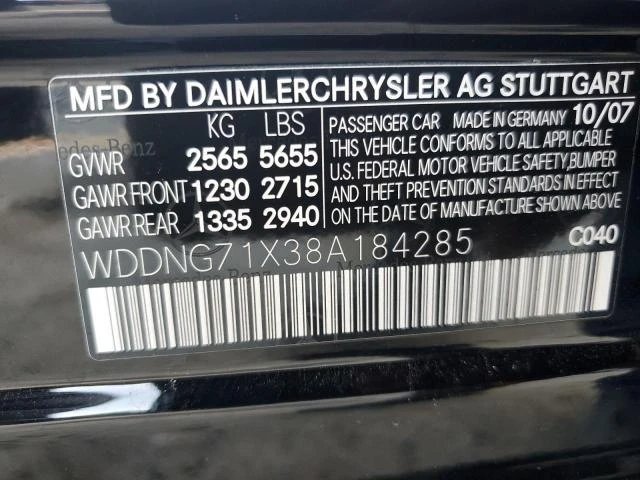 MFD BY DAIMLERCHRYSLER AG STUTTGART
KG LBS
GVWR 2565 5655
GAWR FRONT 1230 2715
GAWR REAR 1335 2940
PASSENGER CAR MADE IN GERMANY 10/07
THIS VEHICLE CONFORMS TO ALL APPLICABLE
U.S. FEDERAL MOTOR VEHICLE SAFETY,BUMPER
AND THEFT PREVENTION STANDARDS IN EFFECT
ON THE DATE OF MANUFACTURE SHOWN ABOVE.
WDDNG71X38A184285
C040